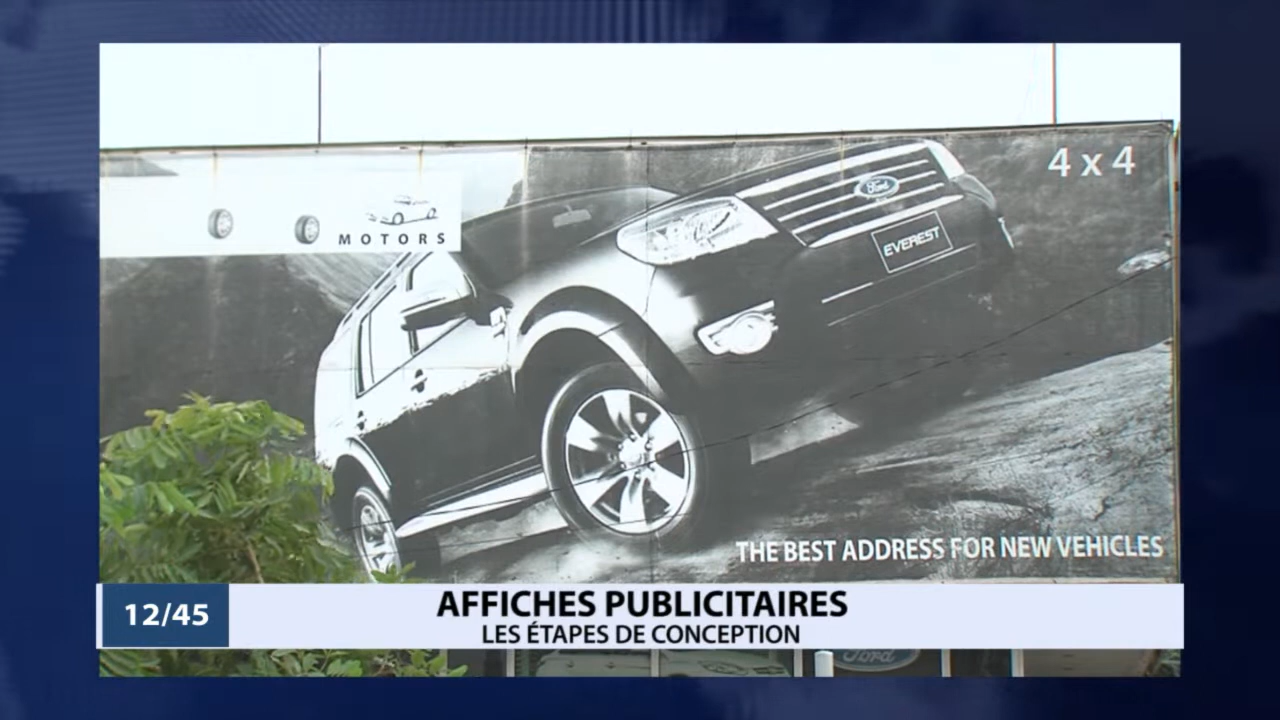 4 x 4
MOTORS
Ford
EVEREST
THE BEST ADDRESS FOR NEW VEHICLES
12/45
AFFICHES PUBLICITAIRES
LES ÉTAPES DE CONCEPTION
Ford